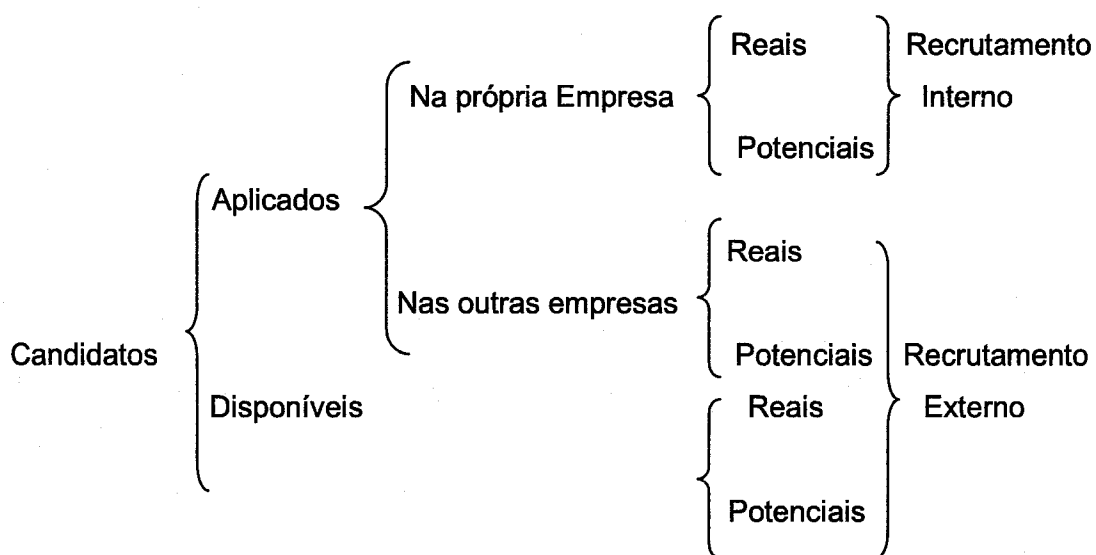 Reais Recrutamento
Na própria Empresa Interno
Potenciais
Aplicados
Reais
Nas outras empresas
Candidatos Potenciais Recrutamento
Disponíveis Reais Externo
Potenciais